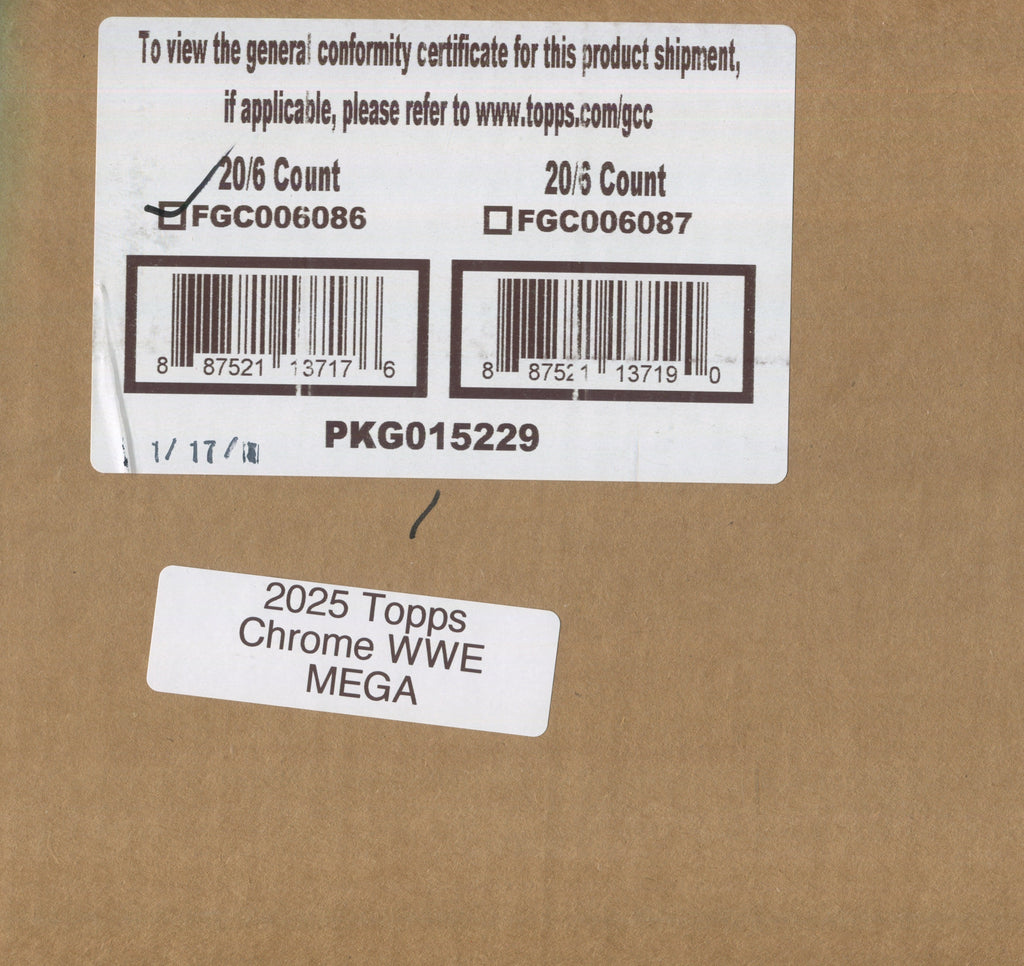 To view the general conformity certificate for this product shipment,
if applicable, please refer to www.topps.com/gcc
20/6 Count 20/6 Count
FGC006086 FGC006087
8 87521 13717 6 8 87521 13719 0
PKG015229
1/17/
2025 Topps
Chrome WWE
MEGA